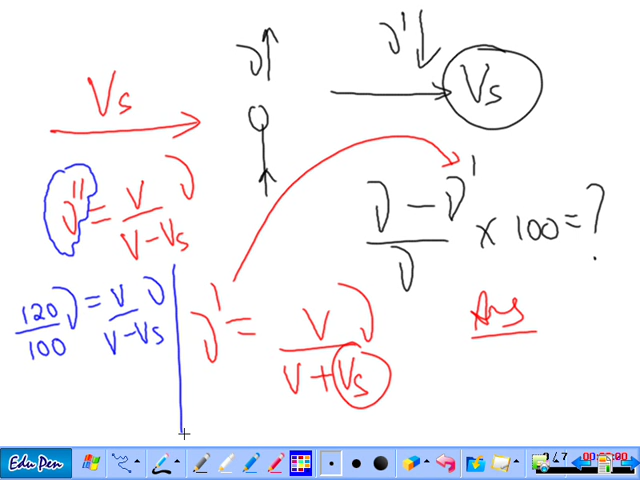 ν↑ ν'↓
Vs → Vs
ν'' = V/(V - Vs) ν
(ν - ν')/ν × 100 = ?
120/100 ν = V/(V - Vs) ν
ν' = V/(V + Vs) ν
Ans
Edu Pen